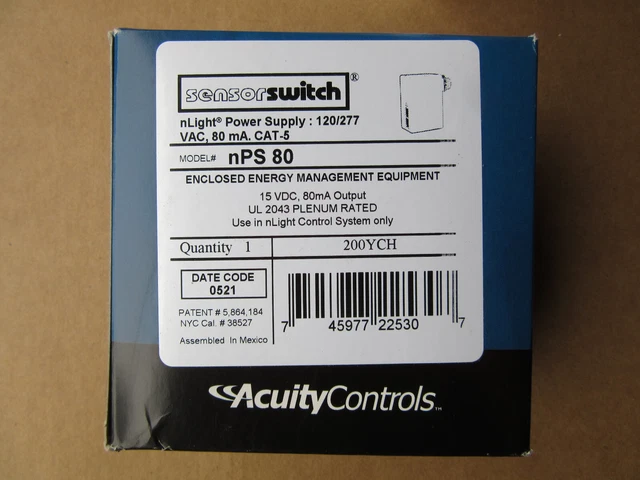 sensorswitch®
nLight® Power Supply : 120/277
VAC, 80 mA. CAT-5
MODEL# nPS 80
ENCLOSED ENERGY MANAGEMENT EQUIPMENT
15 VDC, 80mA Output
UL 2043 PLENUM RATED
Use in nLight Control System only
Quantity 1 200YCH
DATE CODE
0521
PATENT # 5,864,184
NYC Cal. # 38527
Assembled In Mexico
7 45977 22530 7
AcuityControls™